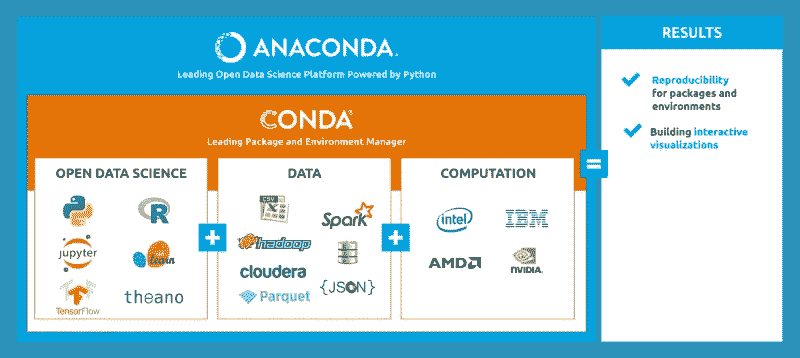 ANACONDA.
Leading Open Data Science Platform Powered by Python
CONDA
Leading Package and Environment Manager
OPEN DATA SCIENCE
R
jupyter
learn
TensorFlow
theano
+
DATA
CSV
X
Spark
hadoop
cloudera
Parquet
{JSON}
+
COMPUTATION
intel
IBM
AMD
NVIDIA.
=
RESULTS
Reproducibility
for packages and
environments
Building interactive
visualizations